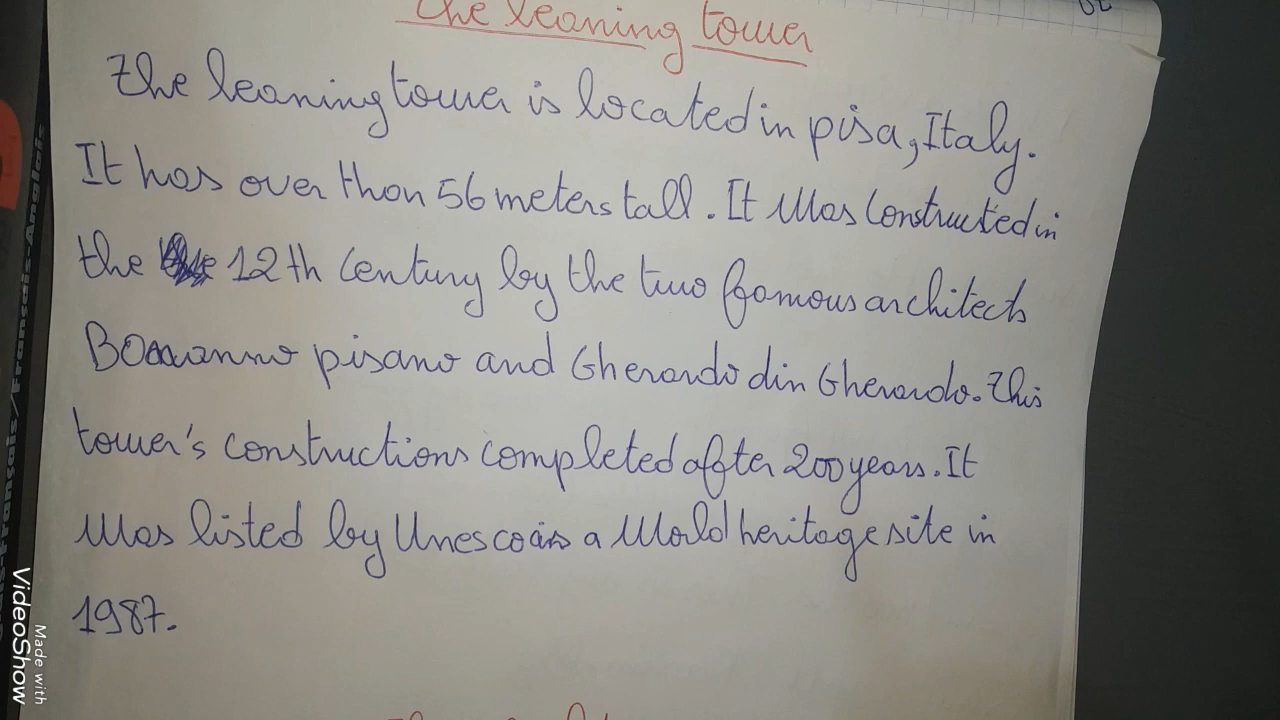 The leaning tower
The leaning tower is located in pisa, Italy.
It has over than 56 meters tall. It Was Constructed in
the 12th Century by the two famous architects
pisano and Gherardo din Gherardo. This
tower's constructions completed after 200 years. It
Was listed by Unesco as a World heritage site in
1987.
Made with
VideoShow